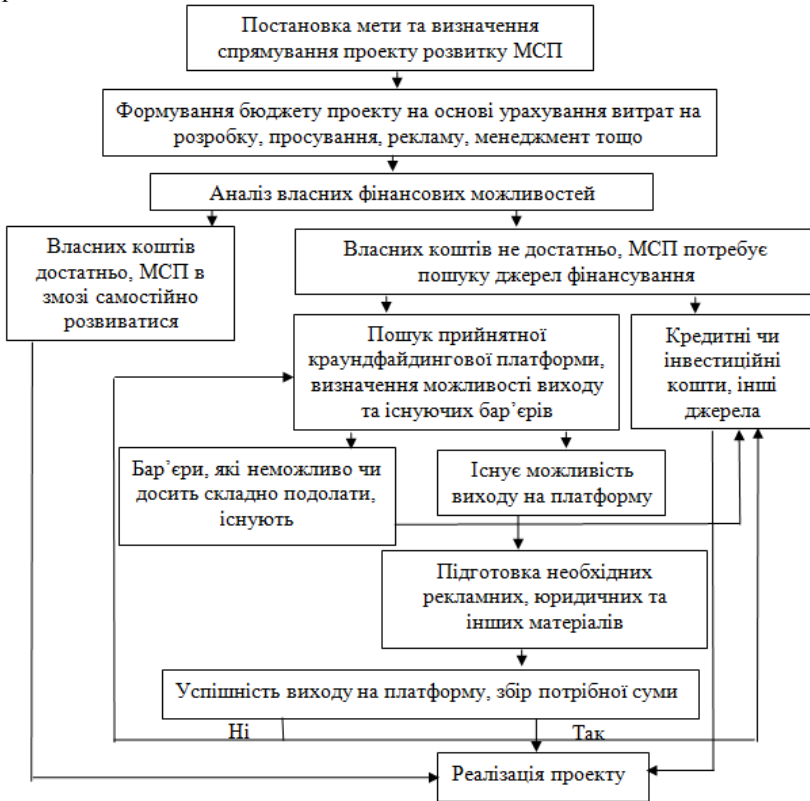 Постановка мети та визначення
спрямування проекту розвитку МСП
Формування бюджету проекту на основі урахування витрат на
розробку, просування, рекламу, менеджмент тощо
Аналіз власних фінансових можливостей
Власних коштів
достатньо, МСП в
змозі самостійно
розвиватися
Власних коштів не достатньо, МСП потребує
пошуку джерел фінансування
Пошук прийнятної
краундфайдингової платформи,
визначення можливості виходу
та існуючих бар’єрів
Кредитні чи
інвестиційні
кошти, інші
джерела
Бар’єри, які неможливо чи
досить складно подолати,
існують
Існує можливість
виходу на платформу
Підготовка необхідних
рекламних, юридичних та
інших матеріалів
Успішність виходу на платформу, збір потрібної суми
Ні
Так
Реалізація проекту